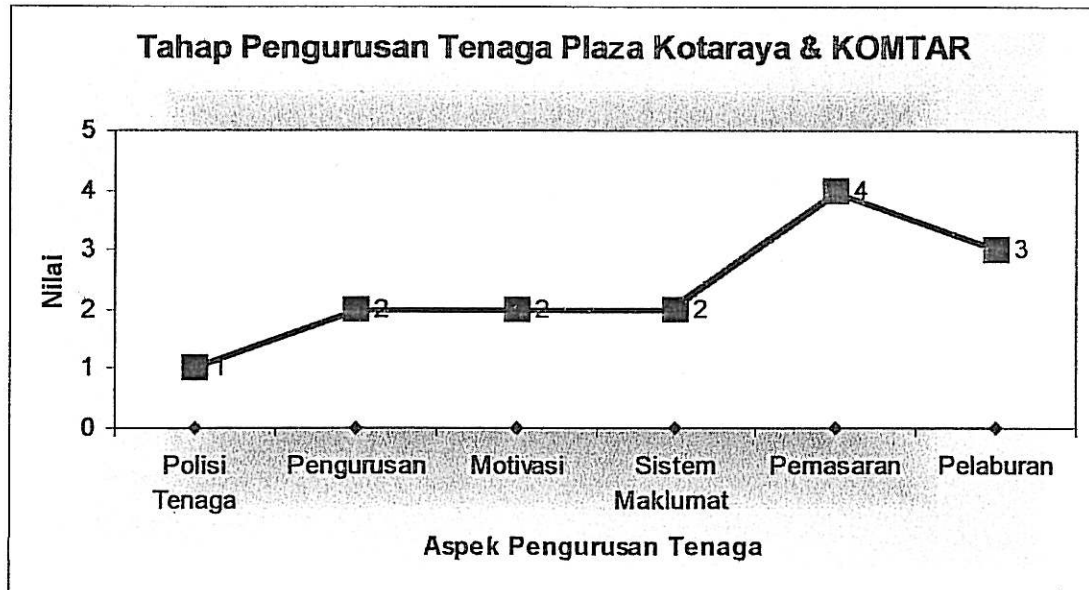 Tahap Pengurusan Tenaga Plaza Kotaraya & KOMTAR
5
4
3
2
1
0
Nilai
1
2
2
2
4
3
Polisi Tenaga
Pengurusan
Motivasi
Sistem Maklumat
Pemasaran
Pelaburan
Aspek Pengurusan Tenaga